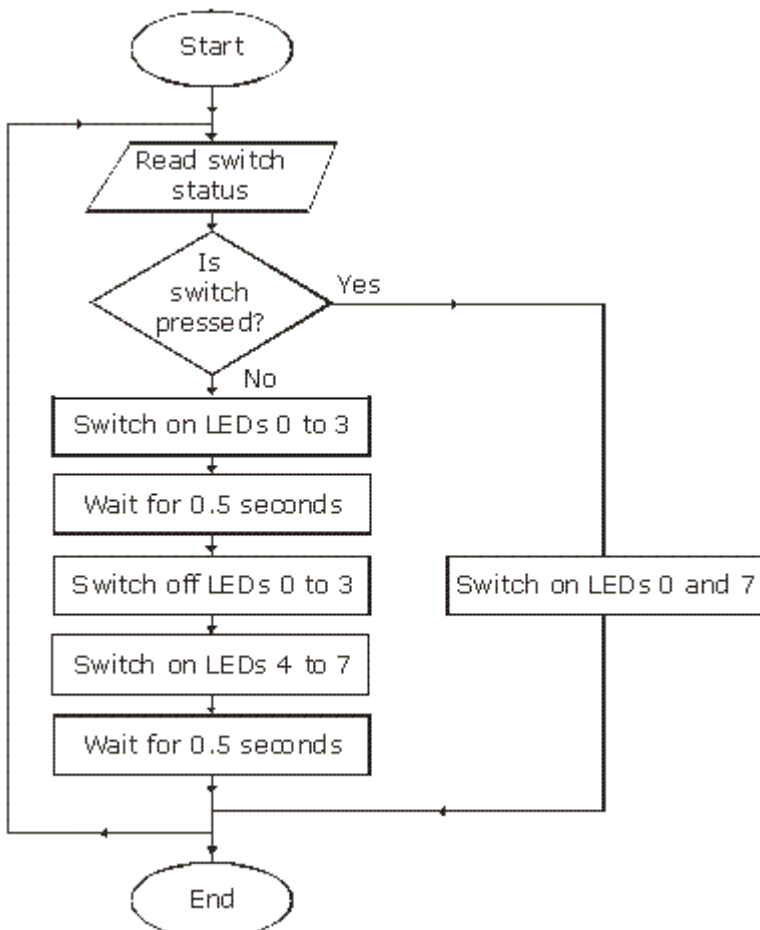 Start
Read switch
status
Is
switch
pressed?
Yes
No
Switch on LEDs 0 to 3
Wait for 0.5 seconds
Switch off LEDs 0 to 3
Switch on LEDs 0 and 7
Switch on LEDs 4 to 7
Wait for 0.5 seconds
End